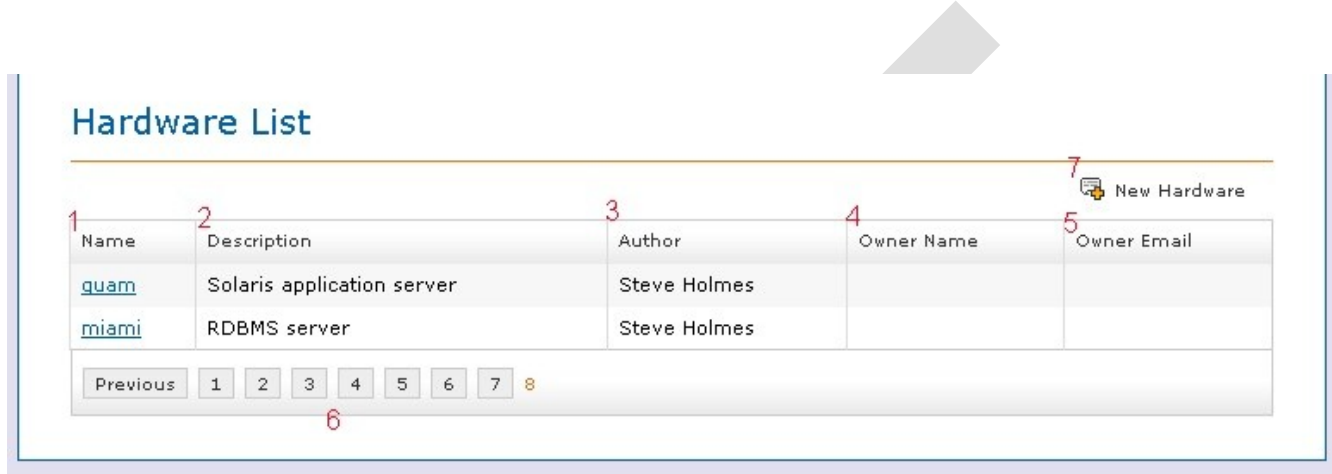 Hardware List
7
New Hardware
1 2 3 4 5
Name Description Author Owner Name Owner Email
guam Solaris application server Steve Holmes
miami RDBMS server Steve Holmes
Previous 1 2 3 4 5 6 7 8
6